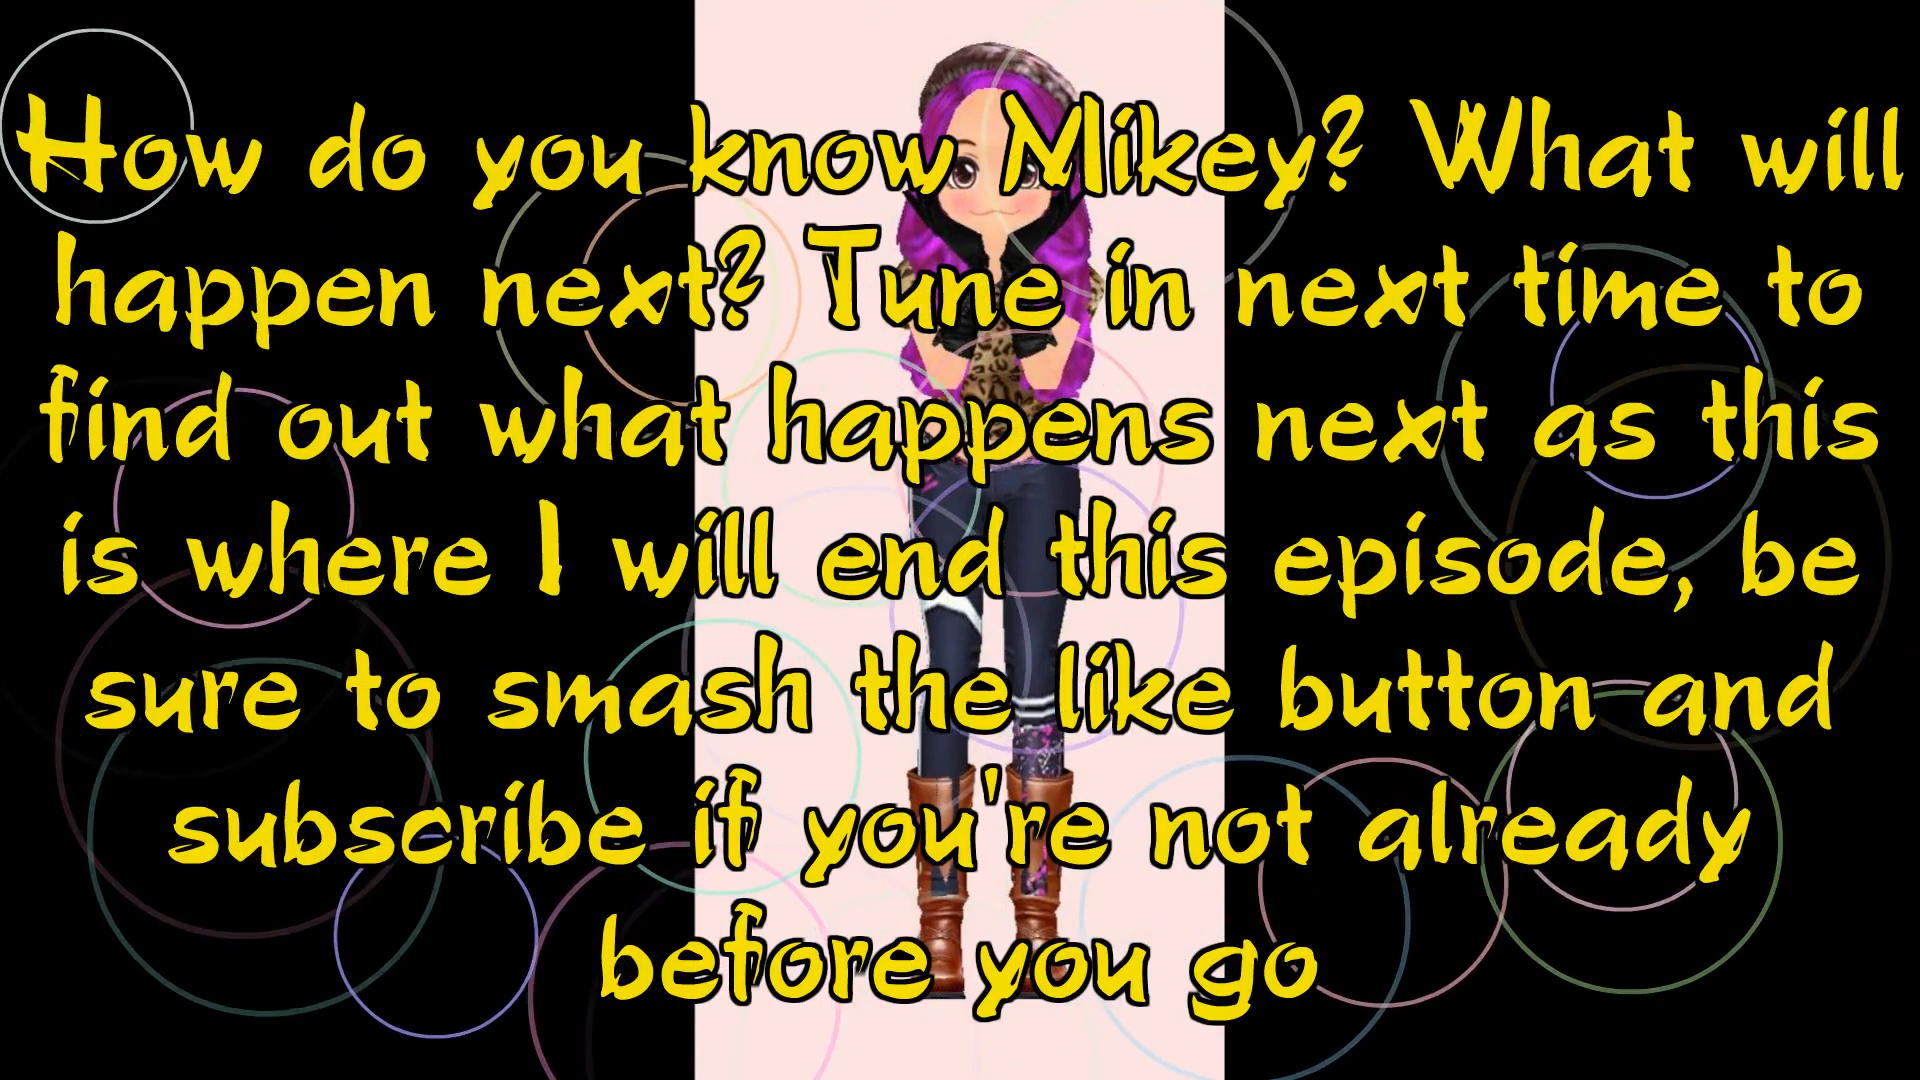 How do you know Mikey? What will
happen next? Tune in next time to
find out what happens next as this
is where I will end this episode, be
sure to smash the like button and
subscribe if you're not already
before you go